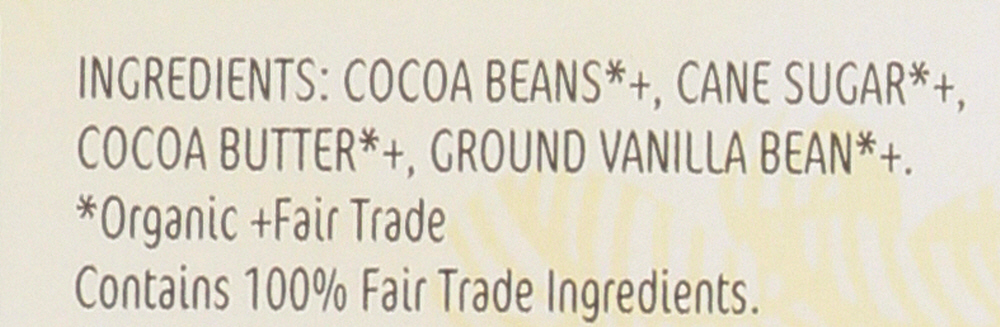 INGREDIENTS: COCOA BEANS*+, CANE SUGAR*+,
COCOA BUTTER*+, GROUND VANILLA BEAN*+.
*Organic +Fair Trade
Contains 100% Fair Trade Ingredients.